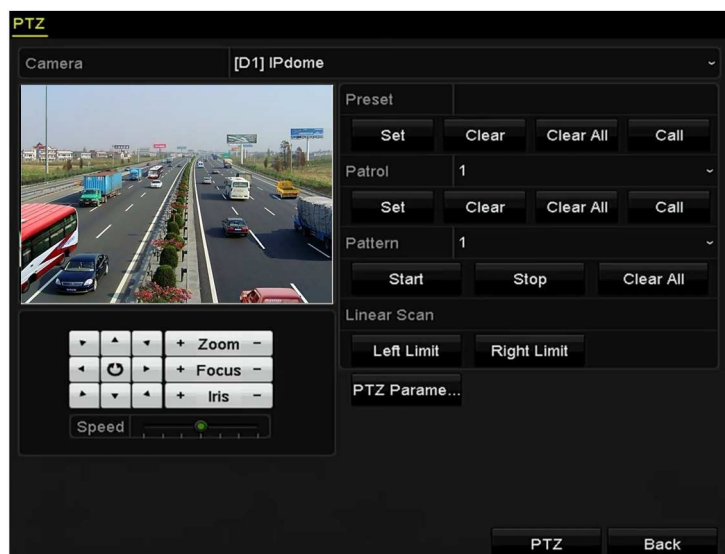 PTZ
Camera [D1] IPdome
Preset
Set Clear Clear All Call
Patrol 1
Set Clear Clear All Call
Pattern 1
Start Stop Clear All
Linear Scan
Left Limit Right Limit
PTZ Parame...
+ Zoom -
+ Focus -
+ Iris -
Speed
PTZ Back